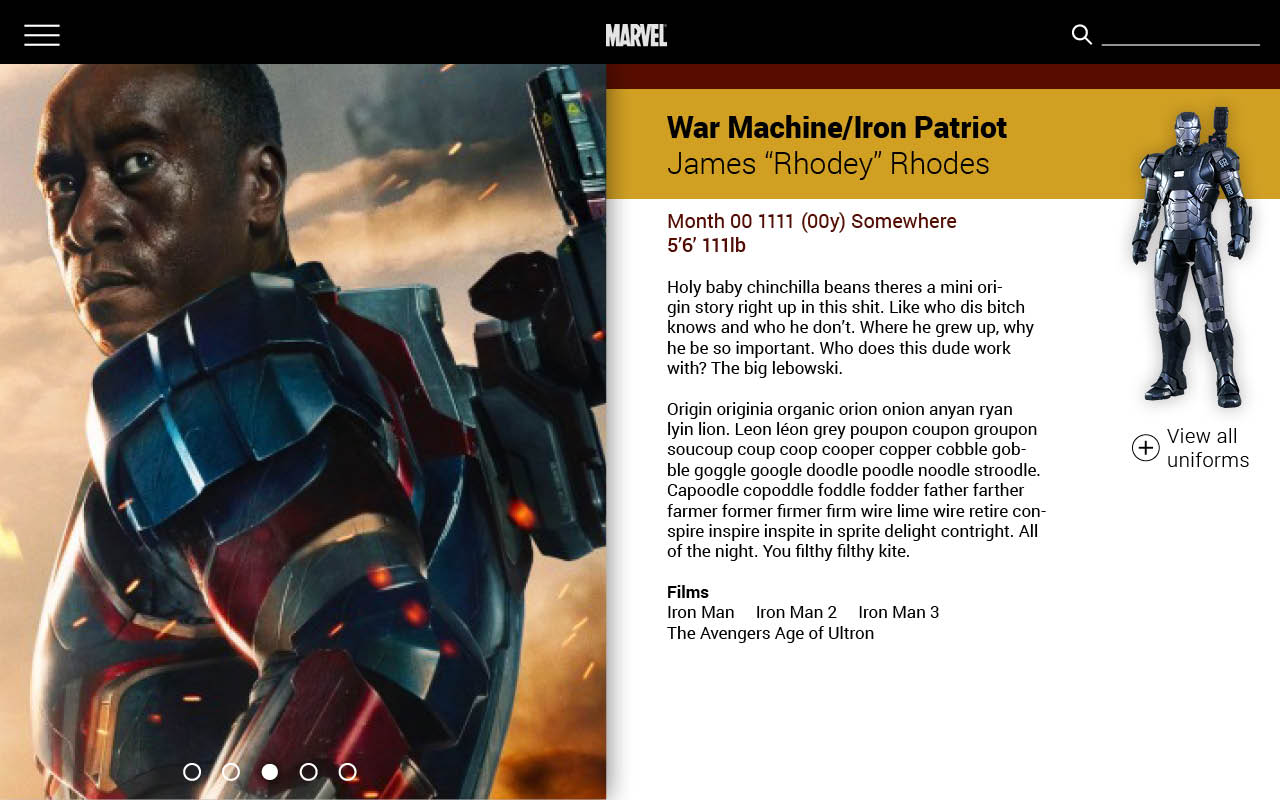 MARVEL
War Machine/Iron Patriot
James “Rhodey” Rhodes
Month 00 1111 (00y) Somewhere
5’6’ 111lb
Holy baby chinchilla beans theres a mini ori-
gin story right up in this shit. Like who dis bitch
knows and who he don’t. Where he grew up, why
he be so important. Who does this dude work
with? The big lebowski.
Origin originia organic orion onion anyan ryan
lyin lion. Leon léon grey poupon coupon groupon
soucoup coup coop cooper copper cobble gob-
ble goggle google doodle poodle noodle stroodle.
Capoodle copoddle foddle fodder father farther
farmer former firmer firm wire lime wire retire con-
spire inspire inspite in sprite delight contright. All
of the night. You filthy filthy kite.
Films
Iron Man Iron Man 2 Iron Man 3
The Avengers Age of Ultron
View all
uniforms